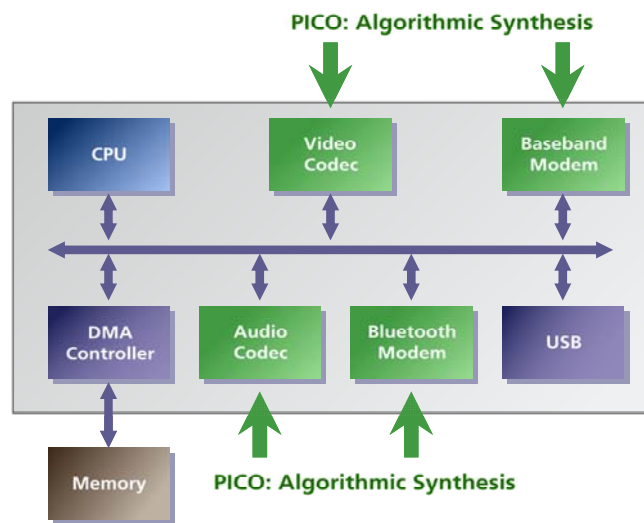 PICO: Algorithmic Synthesis
CPU
Video
Codec
Baseband
Modem
DMA
Controller
Audio
Codec
Bluetooth
Modem
USB
Memory
PICO: Algorithmic Synthesis